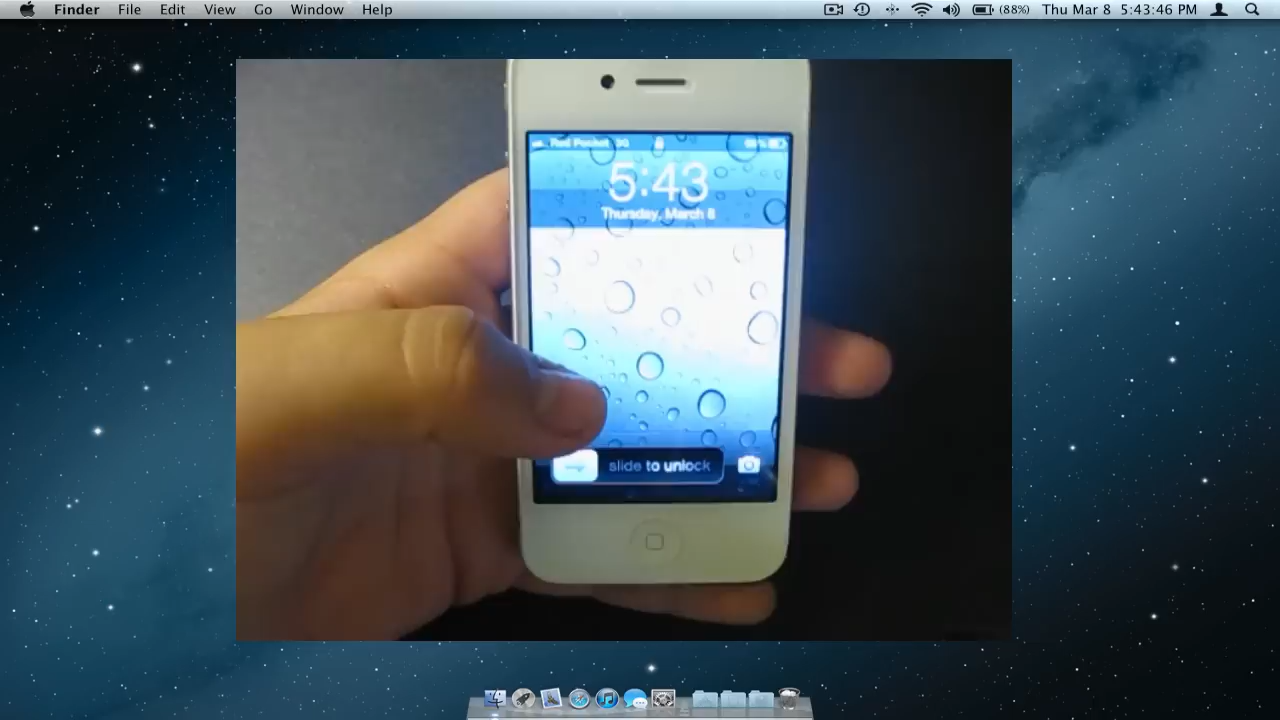 Finder File Edit View Go Window Help (88%) Thu Mar 8 5:43:46 PM
Red Pocket 3G
5:43
Thursday, March 8
slide to unlock